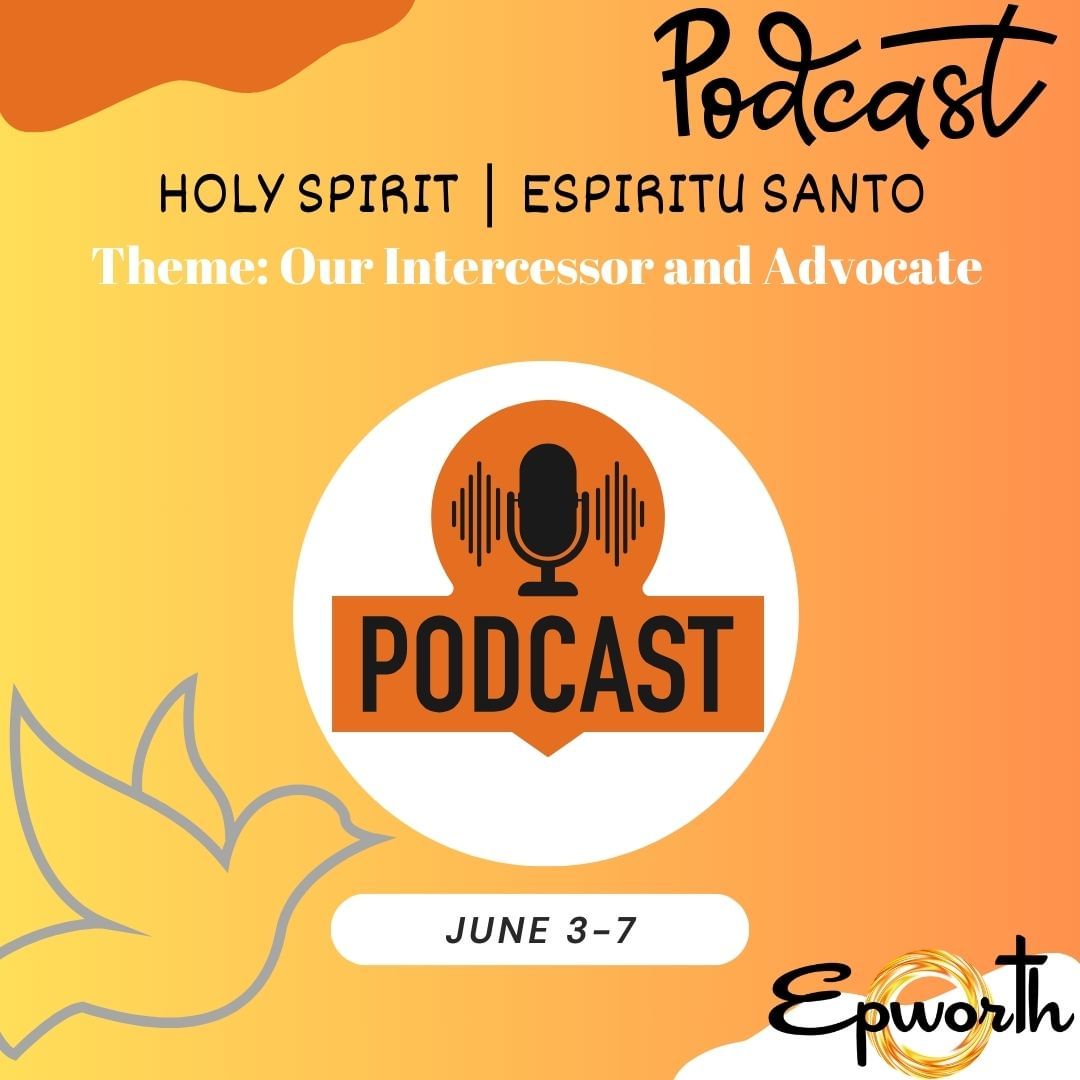 Podcast
HOLY SPIRIT | ESPIRITU SANTO
Theme: Our Intercessor and Advocate
PODCAST
JUNE 3-7
Epworth